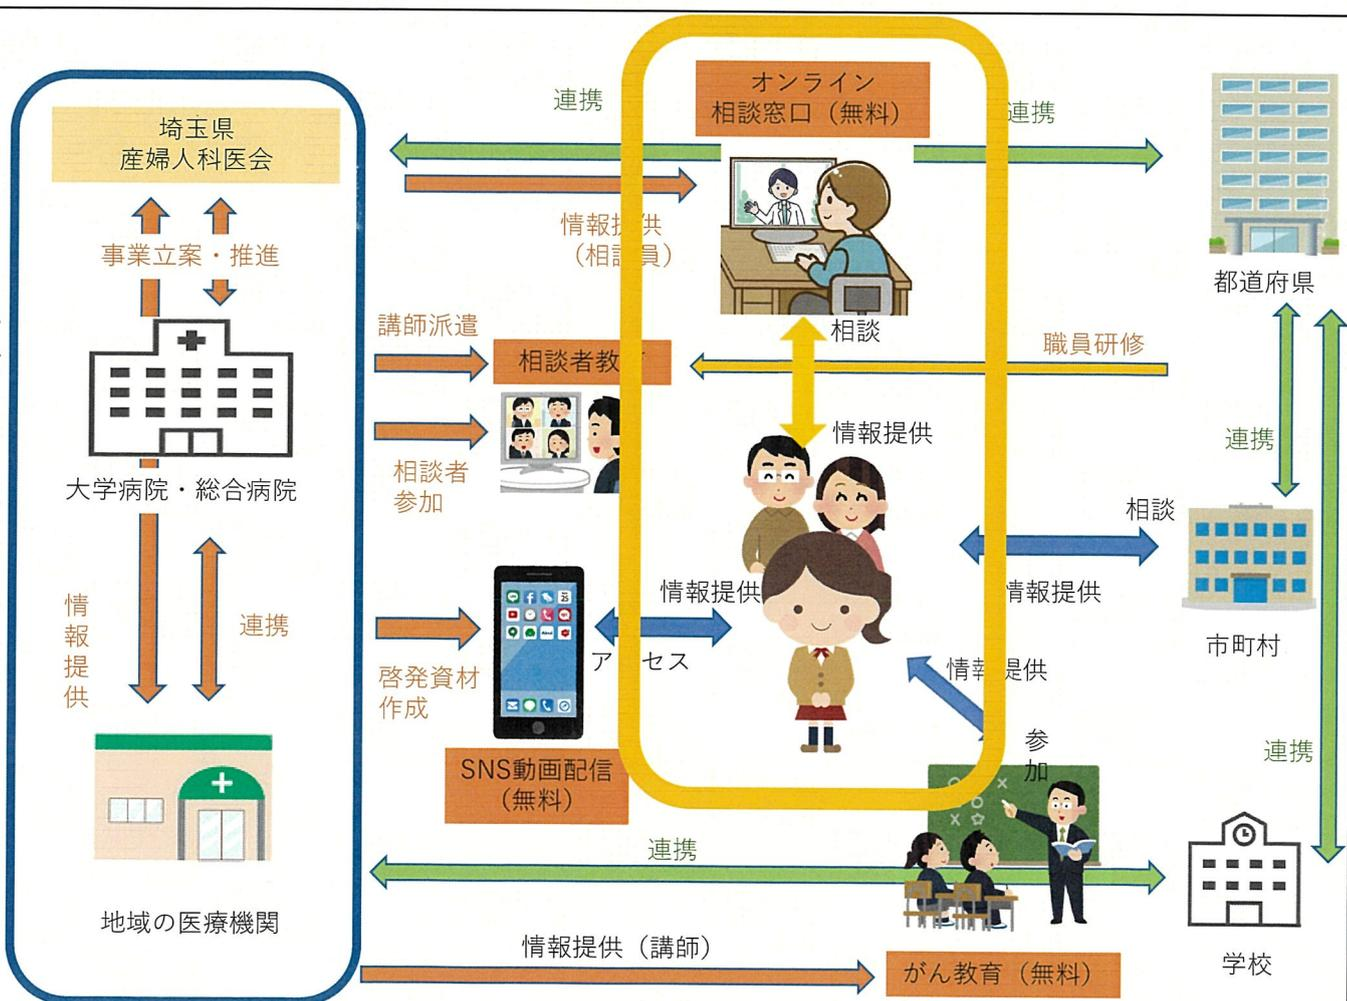 オンライン
相談窓口（無料）
連携
連携
埼玉県
産婦人科医会
情報提供
（相談員）
事業立案・推進
都道府県
講師派遣
相談
職員研修
相談者教
情報提供
連携
相談者
参加
大学病院・総合病院
相談
情報提供
情報提供
情報提供
連携
アクセス
市町村
情報提供
啓発資材
作成
参加
連携
SNS動画配信
（無料）
連携
地域の医療機関
情報提供（講師）
がん教育（無料）
学校